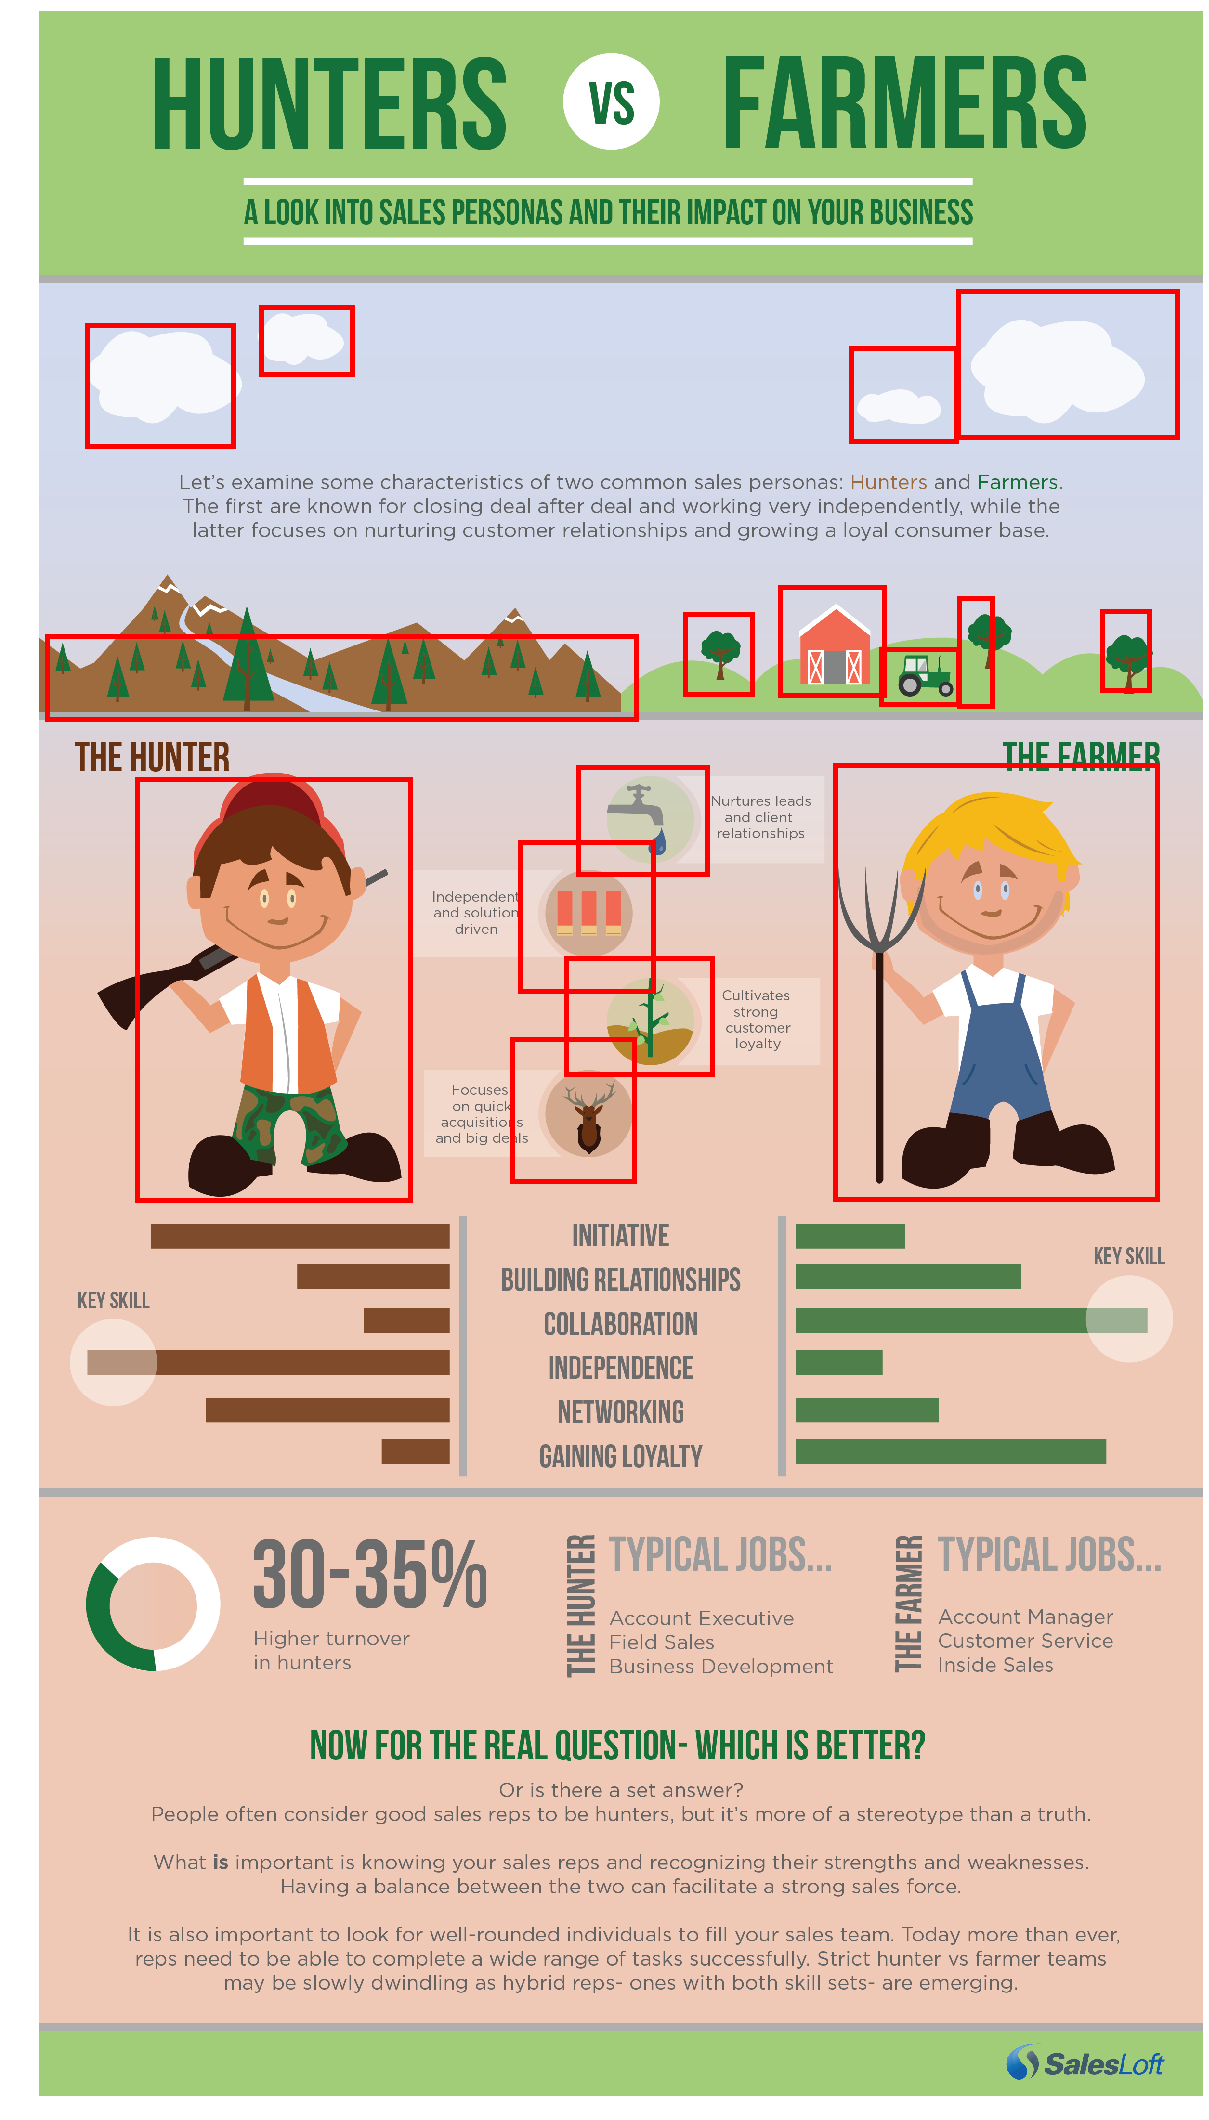 HUNTERS VS FARMERS
A LOOK INTO SALES PERSONAS AND THEIR IMPACT ON YOUR BUSINESS
Let's examine some characteristics of two common sales personas: Hunters and Farmers.
The first are known for closing deal after deal and working very independently, while the
latter focuses on nurturing customer relationships and growing a loyal consumer base.
THE HUNTER
THE FARMER
Nurtures leads
and client
relationships
Independent
and solution
driven
Cultivates
strong
customer
loyalty
Focuses
on quick
acquisitions
and big deals
KEY SKILL
INITIATIVE
BUILDING RELATIONSHIPS
COLLABORATION
INDEPENDENCE
NETWORKING
GAINING LOYALTY
KEY SKILL
30-35%
Higher turnover
in hunters
THE HUNTER
TYPICAL JOBS...
Account Executive
Field Sales
Business Development
THE FARMER
TYPICAL JOBS...
Account Manager
Customer Service
Inside Sales
NOW FOR THE REAL QUESTION- WHICH IS BETTER?
Or is there a set answer?
People often consider good sales reps to be hunters, but it's more of a stereotype than a truth.
What is important is knowing your sales reps and recognizing their strengths and weaknesses.
Having a balance between the two can facilitate a strong sales force.
It is also important to look for well-rounded individuals to fill your sales team. Today more than ever,
reps need to be able to complete a wide range of tasks successfully. Strict hunter vs farmer teams
may be slowly dwindling as hybrid reps- ones with both skill sets- are emerging.
SalesLoft